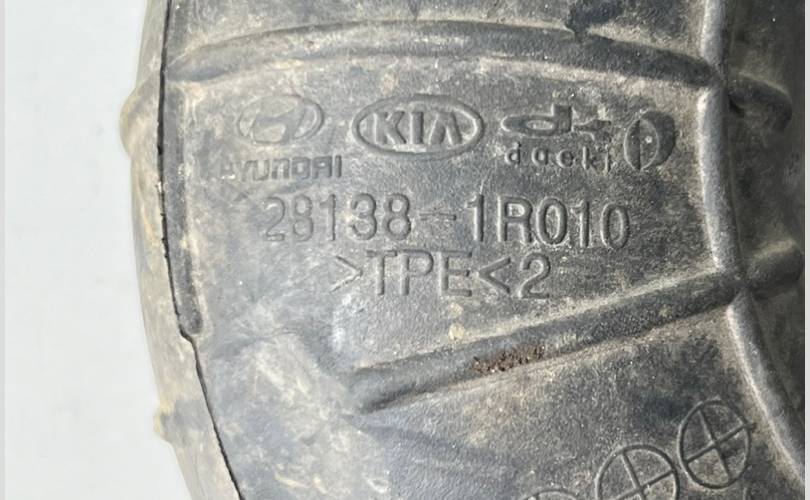 KIA daeki
HYUNDAI
28138-1R010
>TPE<2